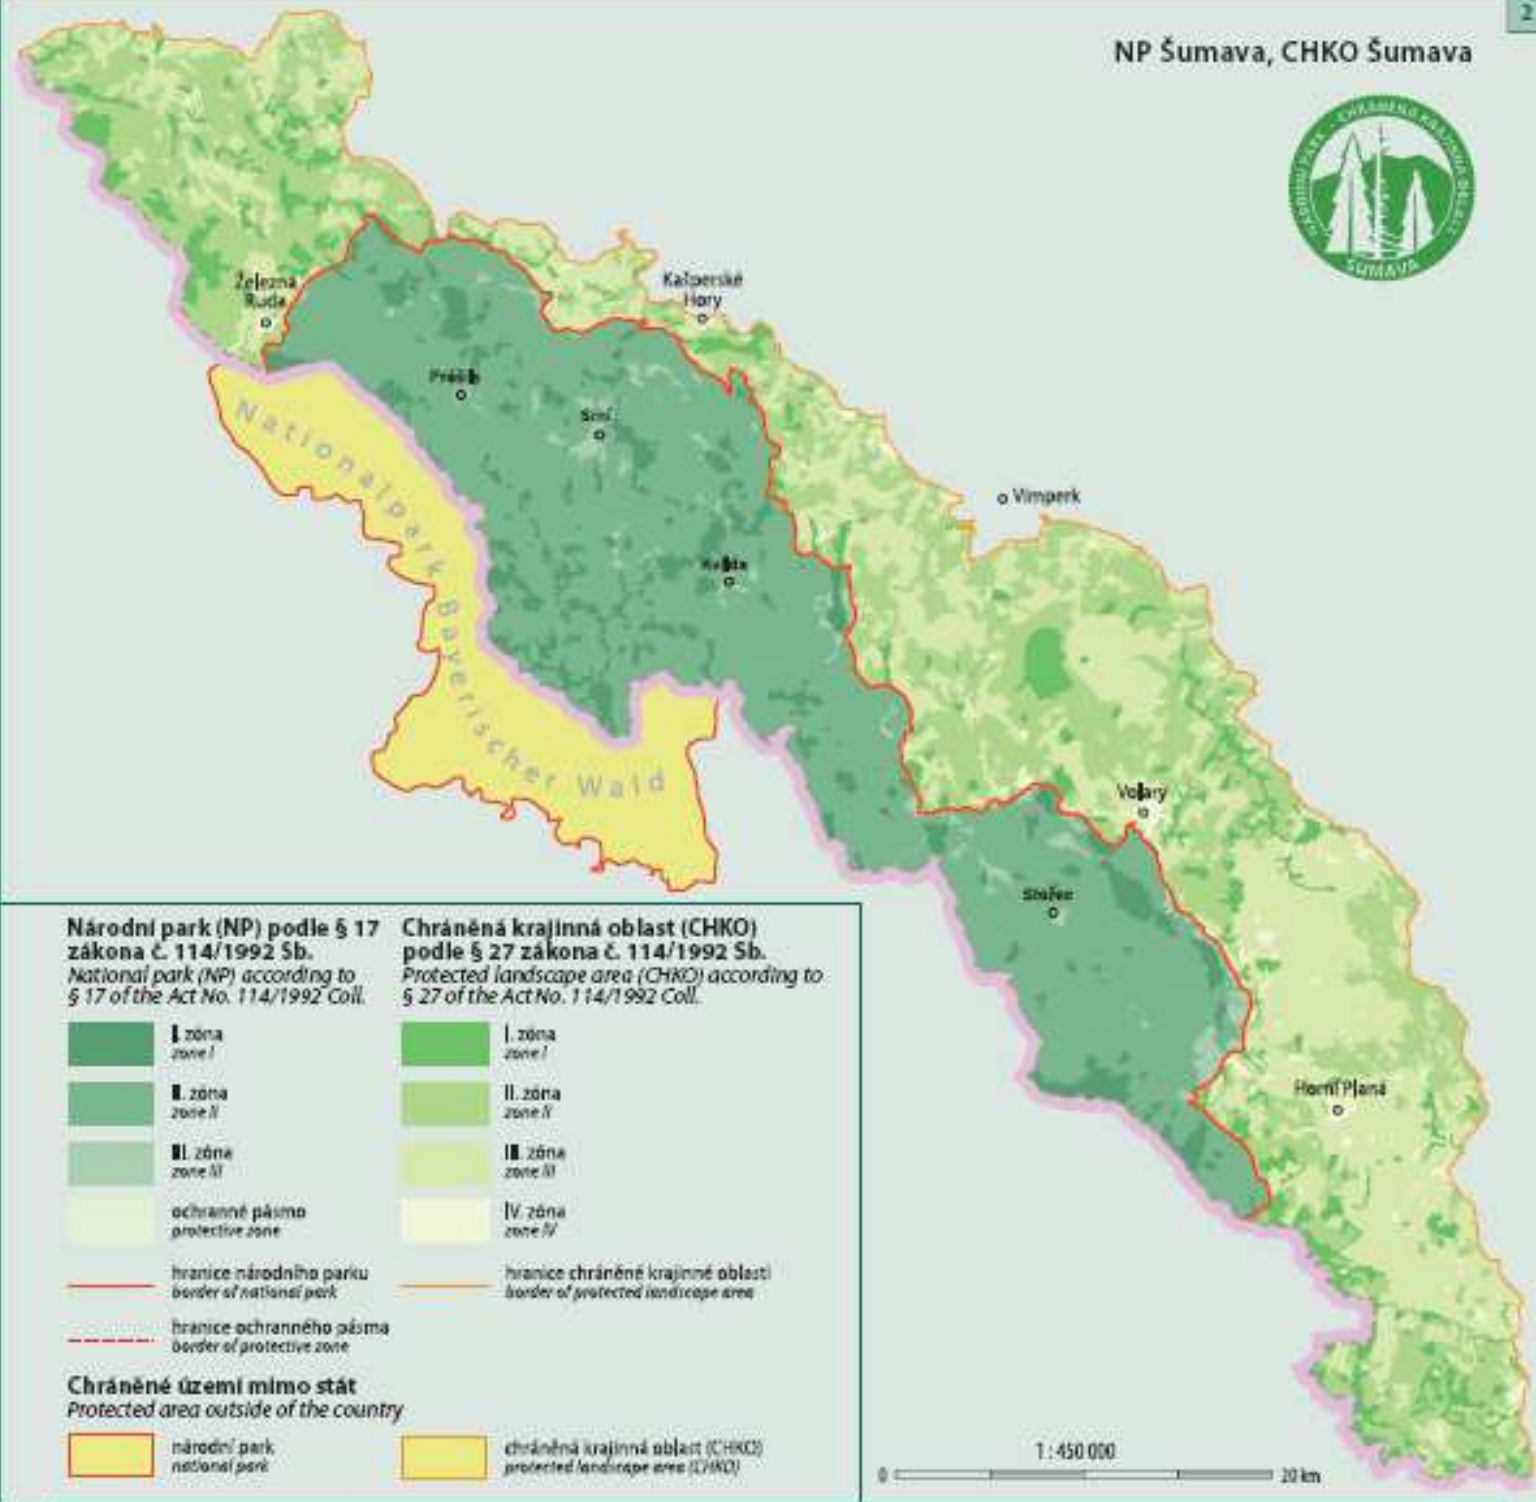 2
NP Šumava, CHKO Šumava
NÁRODNÍ PARK - CHRÁNĚNÁ KRAJINNÁ OBLAST
ŠUMAVA
Železná
Ruda
Kašperské
Hory
Prášily
Srní
Nationalpark Bayerischer Wald
Vimperk
Kvilda
Volary
Stožec
Horní Planá
Národní park (NP) podle § 17
zákona č. 114/1992 Sb.
National park (NP) according to
§ 17 of the Act No. 114/1992 Coll.
I. zóna
zone I
II. zóna
zone II
III. zóna
zone III
ochranné pásmo
protective zone
hranice národního parku
border of national park
hranice ochranného pásma
border of protective zone
Chráněná krajinná oblast (CHKO)
podle § 27 zákona č. 114/1992 Sb.
Protected landscape area (CHKO) according to
§ 27 of the Act No. 114/1992 Coll.
I. zóna
zone I
II. zóna
zone II
III. zóna
zone III
IV. zóna
zone IV
hranice chráněné krajinné oblasti
border of protected landscape area
Chráněné území mimo stát
Protected area outside of the country
národní park
national park
chráněná krajinná oblast (CHKO)
protected landscape area (CHKO)
1 : 450 000
0 20 km